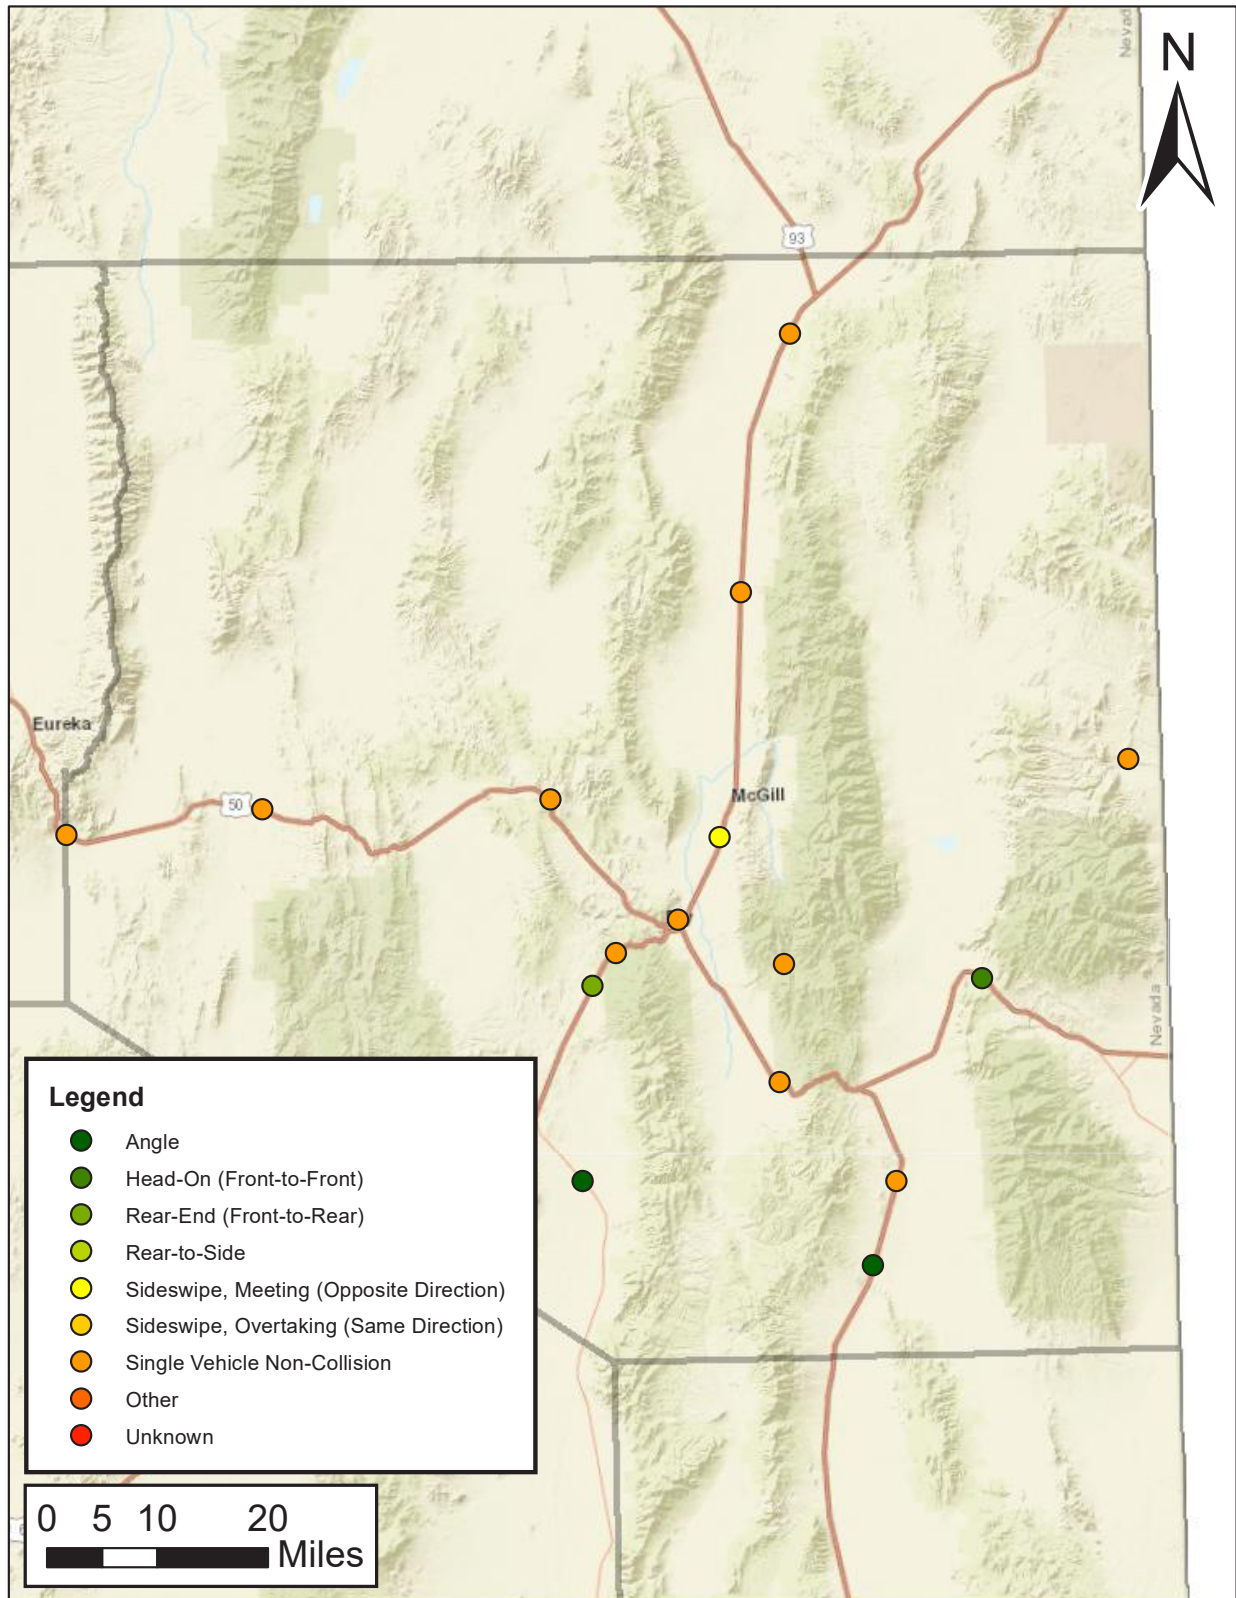 Nevad
N
93
Eureka
50
McGill
Nevada
Legend
Angle
Head-On (Front-to-Front)
Rear-End (Front-to-Rear)
Rear-to-Side
Sideswipe, Meeting (Opposite Direction)
Sideswipe, Overtaking (Same Direction)
Single Vehicle Non-Collision
Other
Unknown
0 5 10 20
Miles